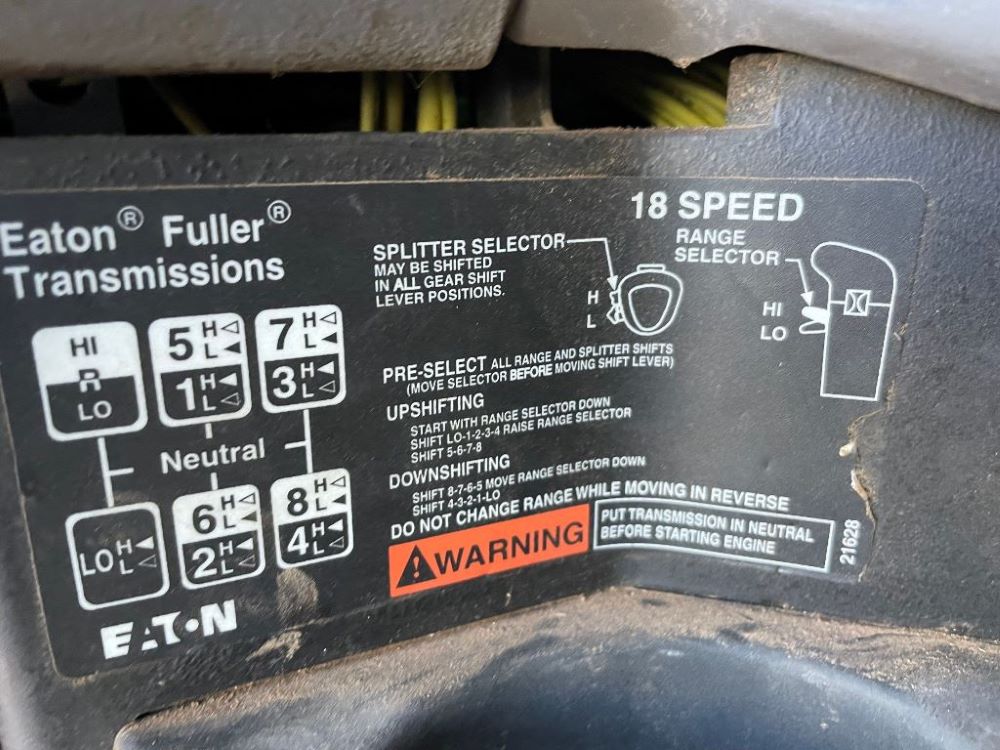 Eaton® Fuller®
Transmissions
HI
R
LO
5 H L
1 H L
7 H L
3 H L
Neutral
LO H L
6 H L
2 H L
8 H L
4 H L
EATON
18 SPEED
SPLITTER SELECTOR
MAY BE SHIFTED
IN ALL GEAR SHIFT
LEVER POSITIONS.
H
L
RANGE
SELECTOR
HI
LO
PRE-SELECT ALL RANGE AND SPLITTER SHIFTS
(MOVE SELECTOR BEFORE MOVING SHIFT LEVER)
UPSHIFTING
START WITH RANGE SELECTOR DOWN
SHIFT LO-1-2-3-4 RAISE RANGE SELECTOR
SHIFT 5-6-7-8
DOWNSHIFTING
SHIFT 8-7-6-5 MOVE RANGE SELECTOR DOWN
SHIFT 4-3-2-1-LO
DO NOT CHANGE RANGE WHILE MOVING IN REVERSE
WARNING
PUT TRANSMISSION IN NEUTRAL
BEFORE STARTING ENGINE
21628